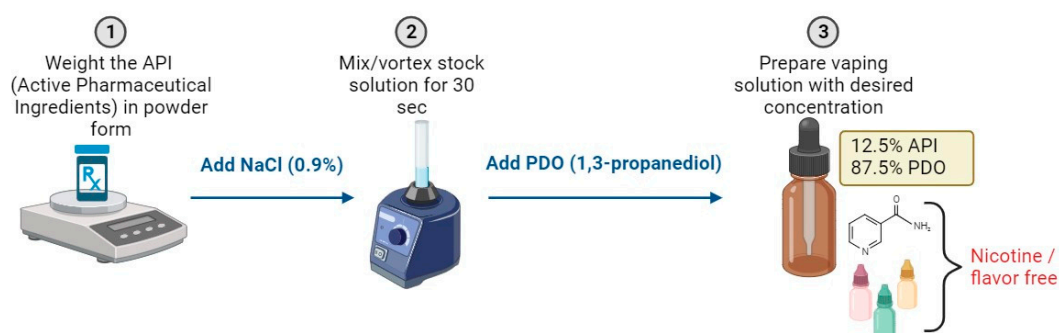 1
Weight the API
(Active Pharmaceutical
Ingredients) in powder
form
Rx
Add NaCl (0.9%)
2
Mix/vortex stock
solution for 30
sec
Add PDO (1,3-propanediol)
3
Prepare vaping
solution with desired
concentration
12.5% API
87.5% PDO
O
NH₂
N
Nicotine /
flavor free